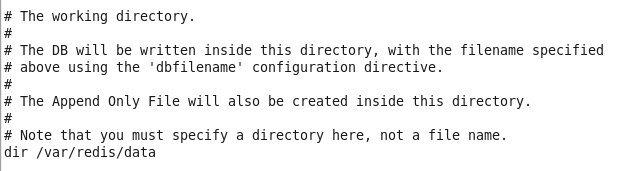 # The working directory.
#
# The DB will be written inside this directory, with the filename specified
# above using the 'dbfilename' configuration directive.
#
# The Append Only File will also be created inside this directory.
#
# Note that you must specify a directory here, not a file name.
dir /var/redis/data